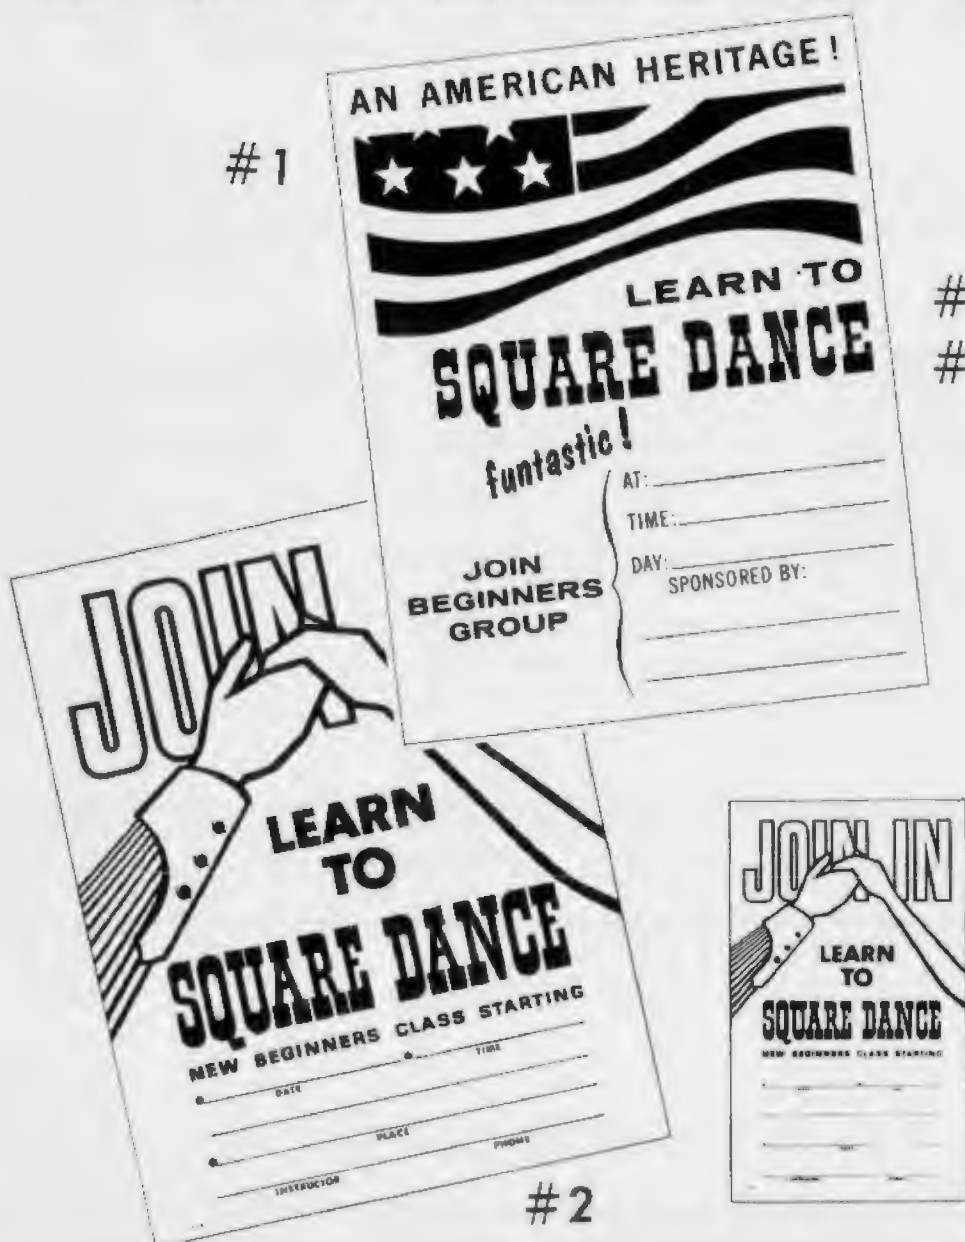 #1
AN AMERICAN HERITAGE!
LEARN TO
SQUARE DANCE
funtastic!
JOIN
BEGINNERS
GROUP
AT:
TIME:
DAY:
SPONSORED BY:
#
#
JOIN
LEARN
TO
SQUARE DANCE
NEW BEGINNERS CLASS STARTING
DATE TIME
PLACE
INSTRUCTOR PHONE
#2
JOIN IN
LEARN
TO
SQUARE DANCE
NEW BEGINNERS CLASS STARTING